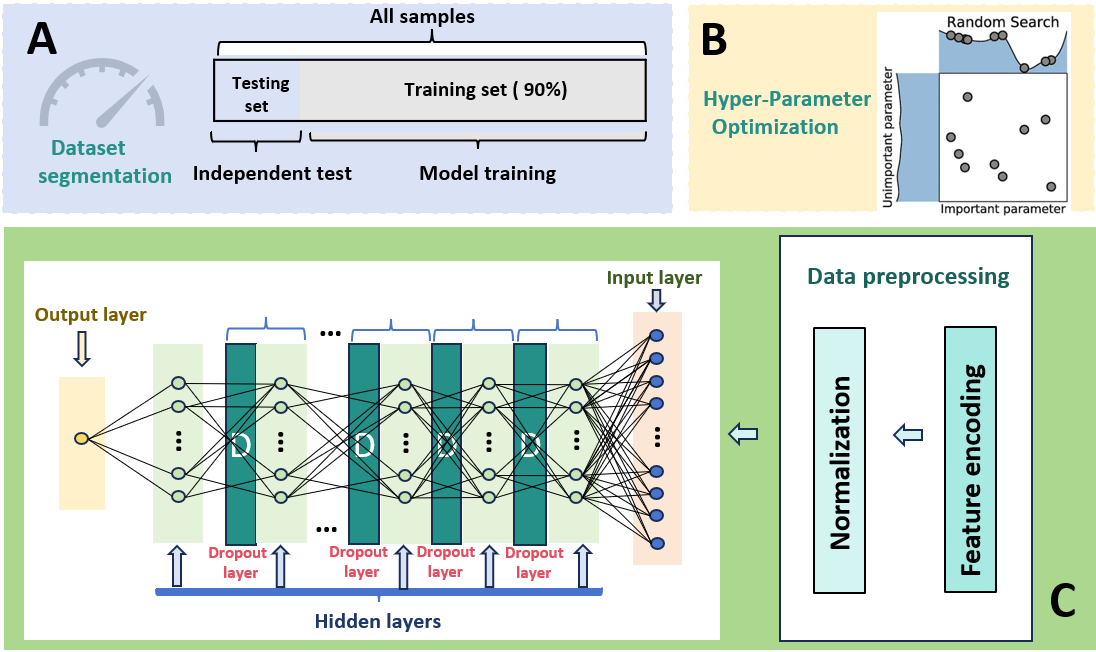 A
All samples
Testing
set
Training set ( 90%)
Dataset
segmentation
Independent test
Model training
B
Hyper-Parameter
Optimization
Random Search
Unimportant parameter
Important parameter
Data preprocessing
Input layer
Output layer
...
D
D
D
D
Normalization
Feature encoding
...
Dropout
layer
Dropout
layer
Dropout
layer
Dropout
layer
Hidden layers
C